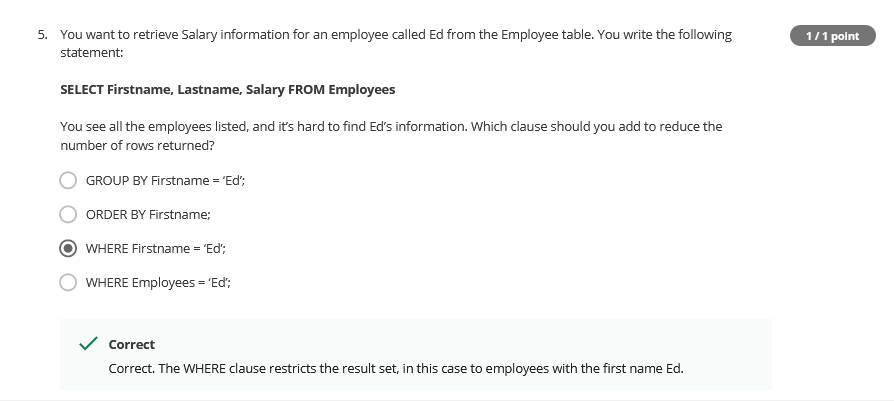 5. You want to retrieve Salary information for an employee called Ed from the Employee table. You write the following
1 / 1 point
statement:
SELECT Firstname, Lastname, Salary FROM Employees
You see all the employees listed, and it's hard to find Ed's information. Which clause should you add to reduce the
number of rows returned?
GROUP BY Firstname = 'Ed';
ORDER BY Firstname;
WHERE Firstname = 'Ed';
WHERE Employees = 'Ed';
Correct
Correct. The WHERE clause restricts the result set, in this case to employees with the first name Ed.